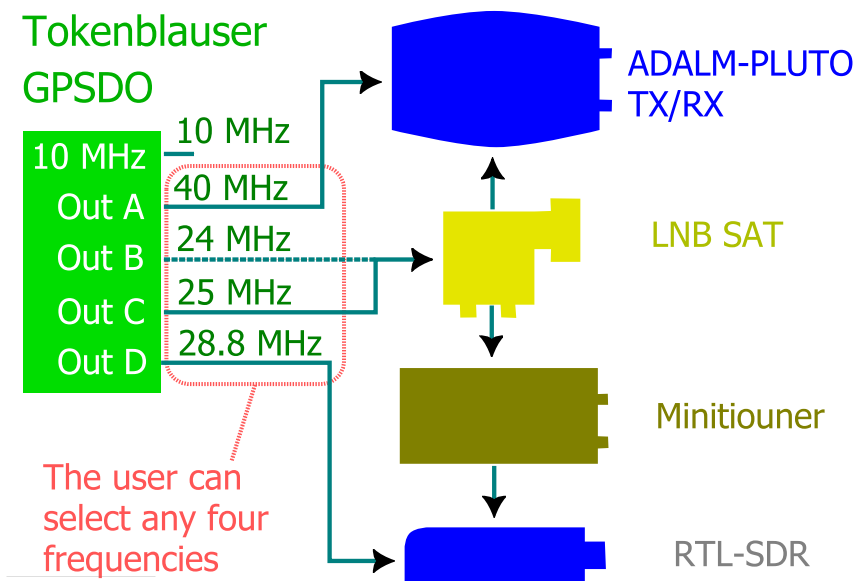 Tokenblauser
GPSDO
ADALM-PLUTO
TX/RX
10 MHz
10 MHz
Out A
40 MHz
Out B
24 MHz
LNB SAT
Out C
25 MHz
Out D
28.8 MHz
Minitiouner
The user can
select any four
frequencies
RTL-SDR